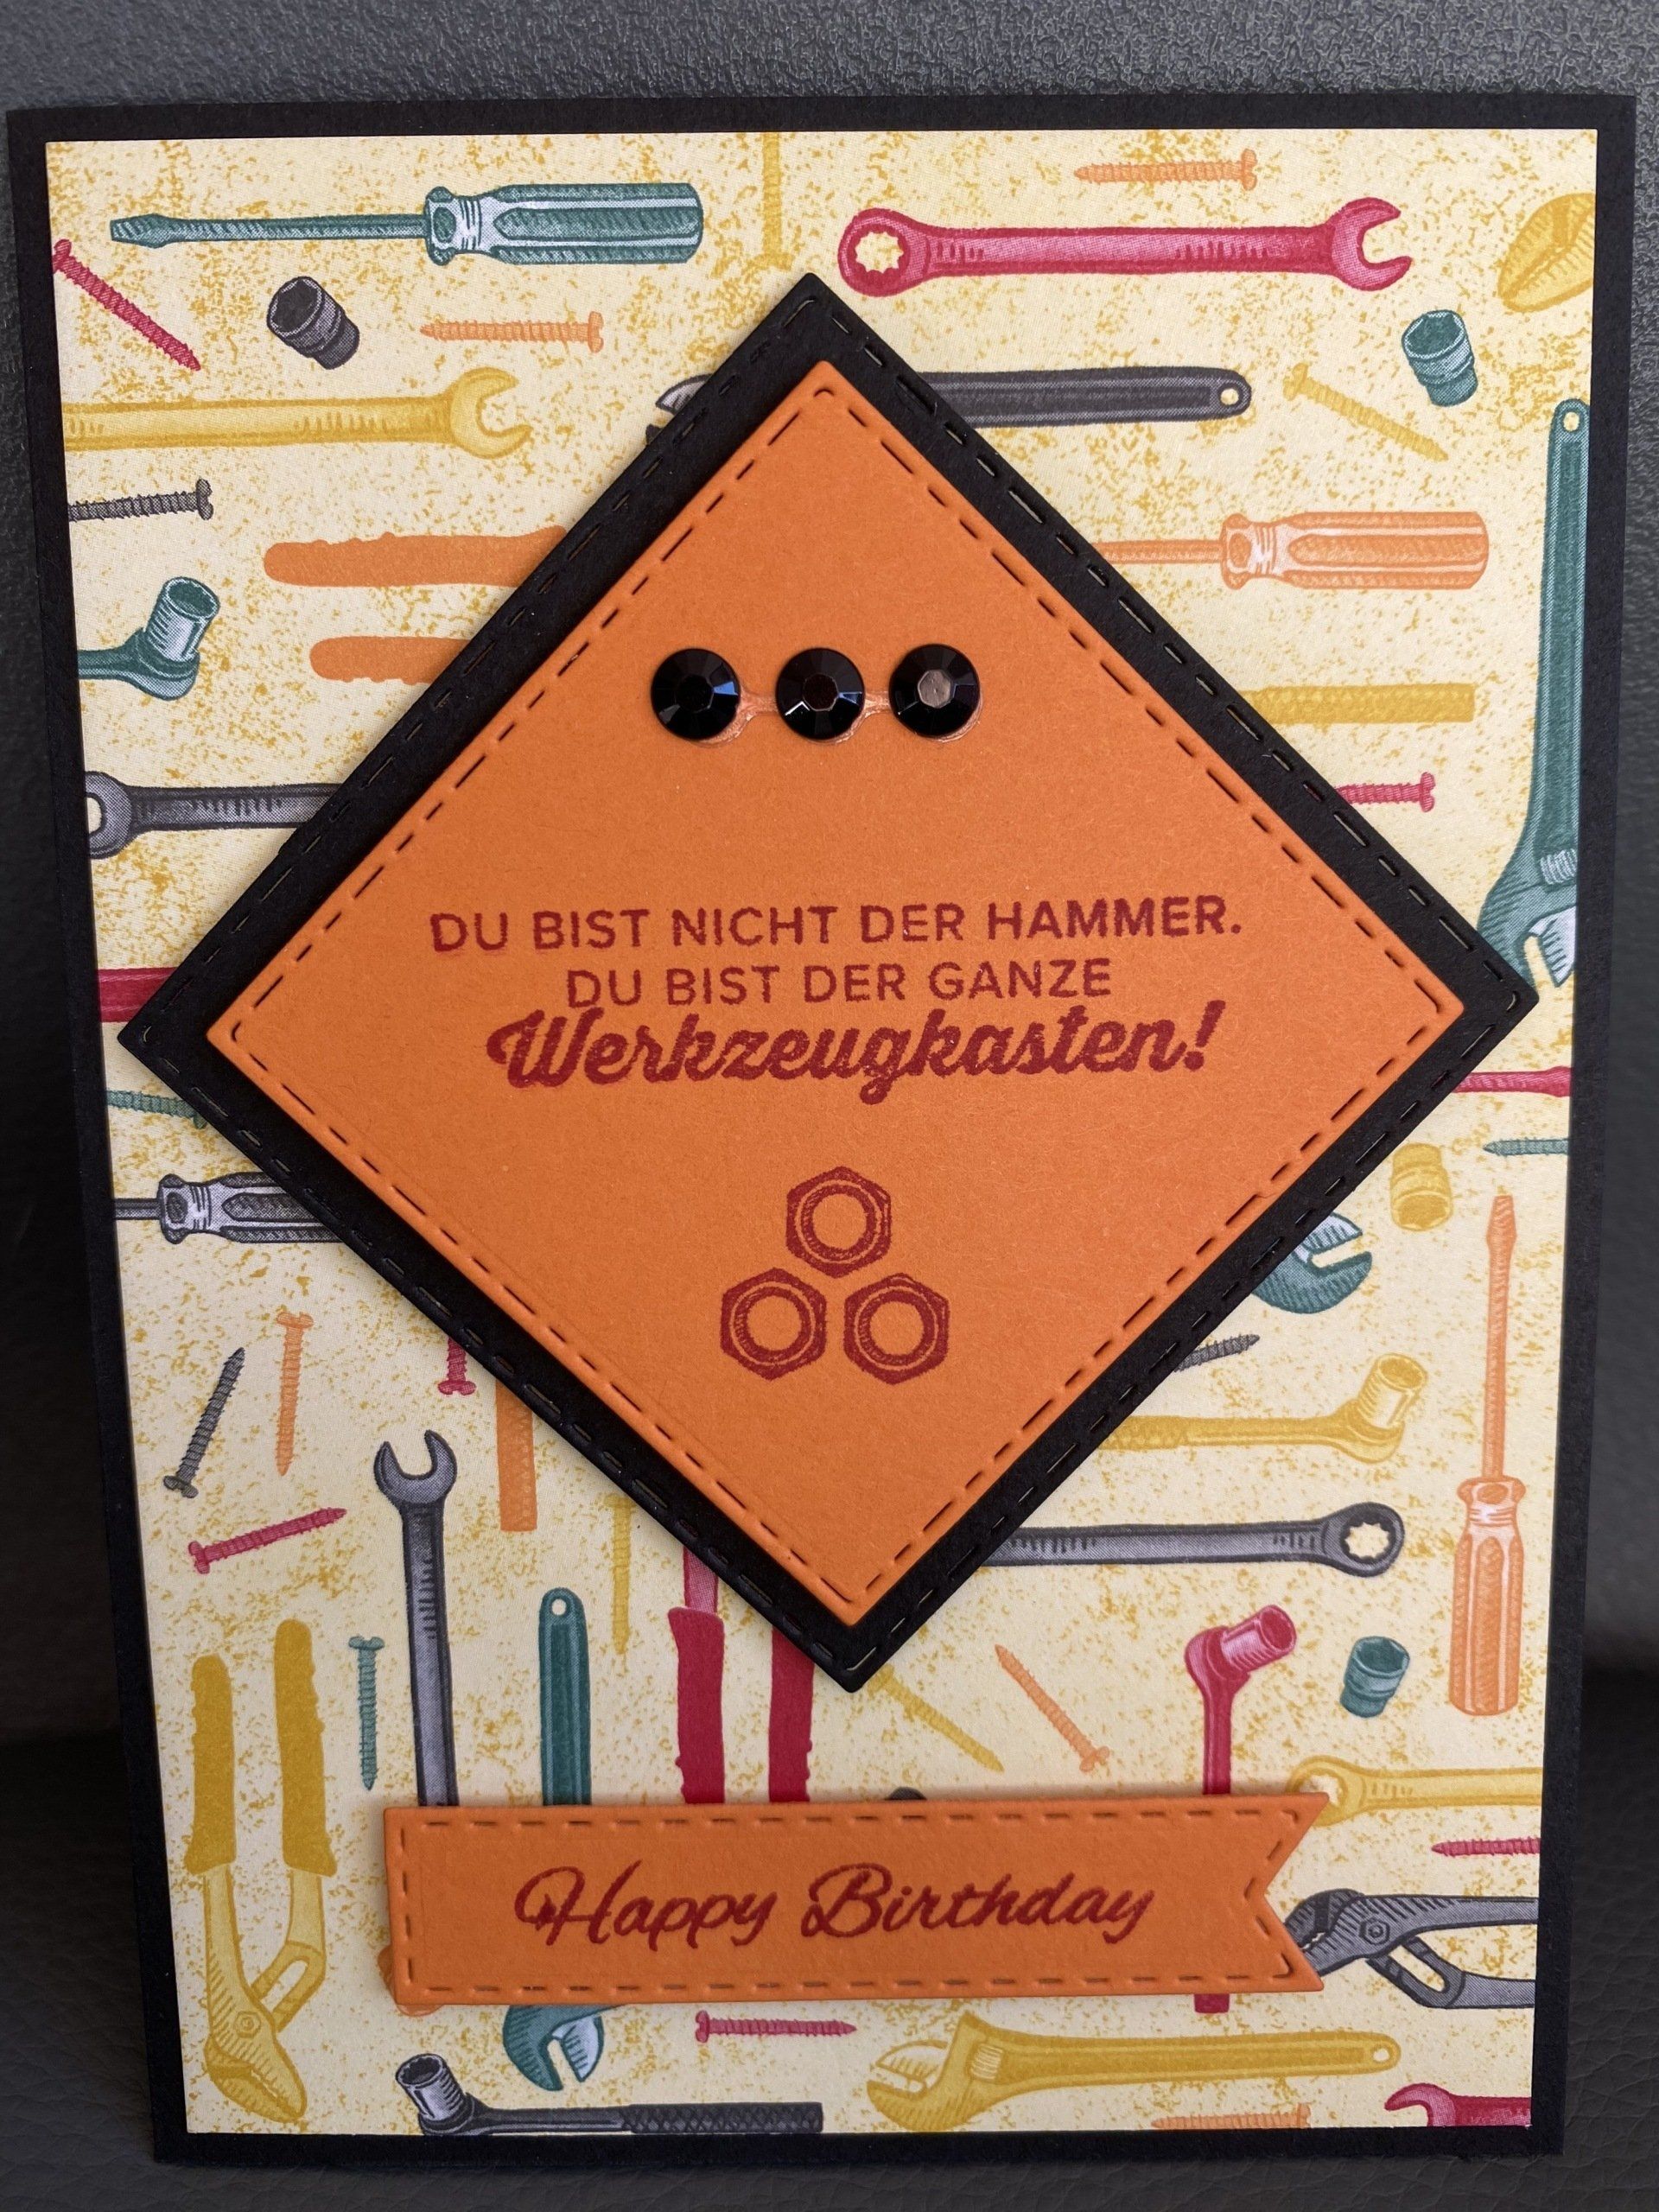 DU BIST NICHT DER HAMMER.
DU BIST DER GANZE
Werkzeugkasten!
Happy Birthday